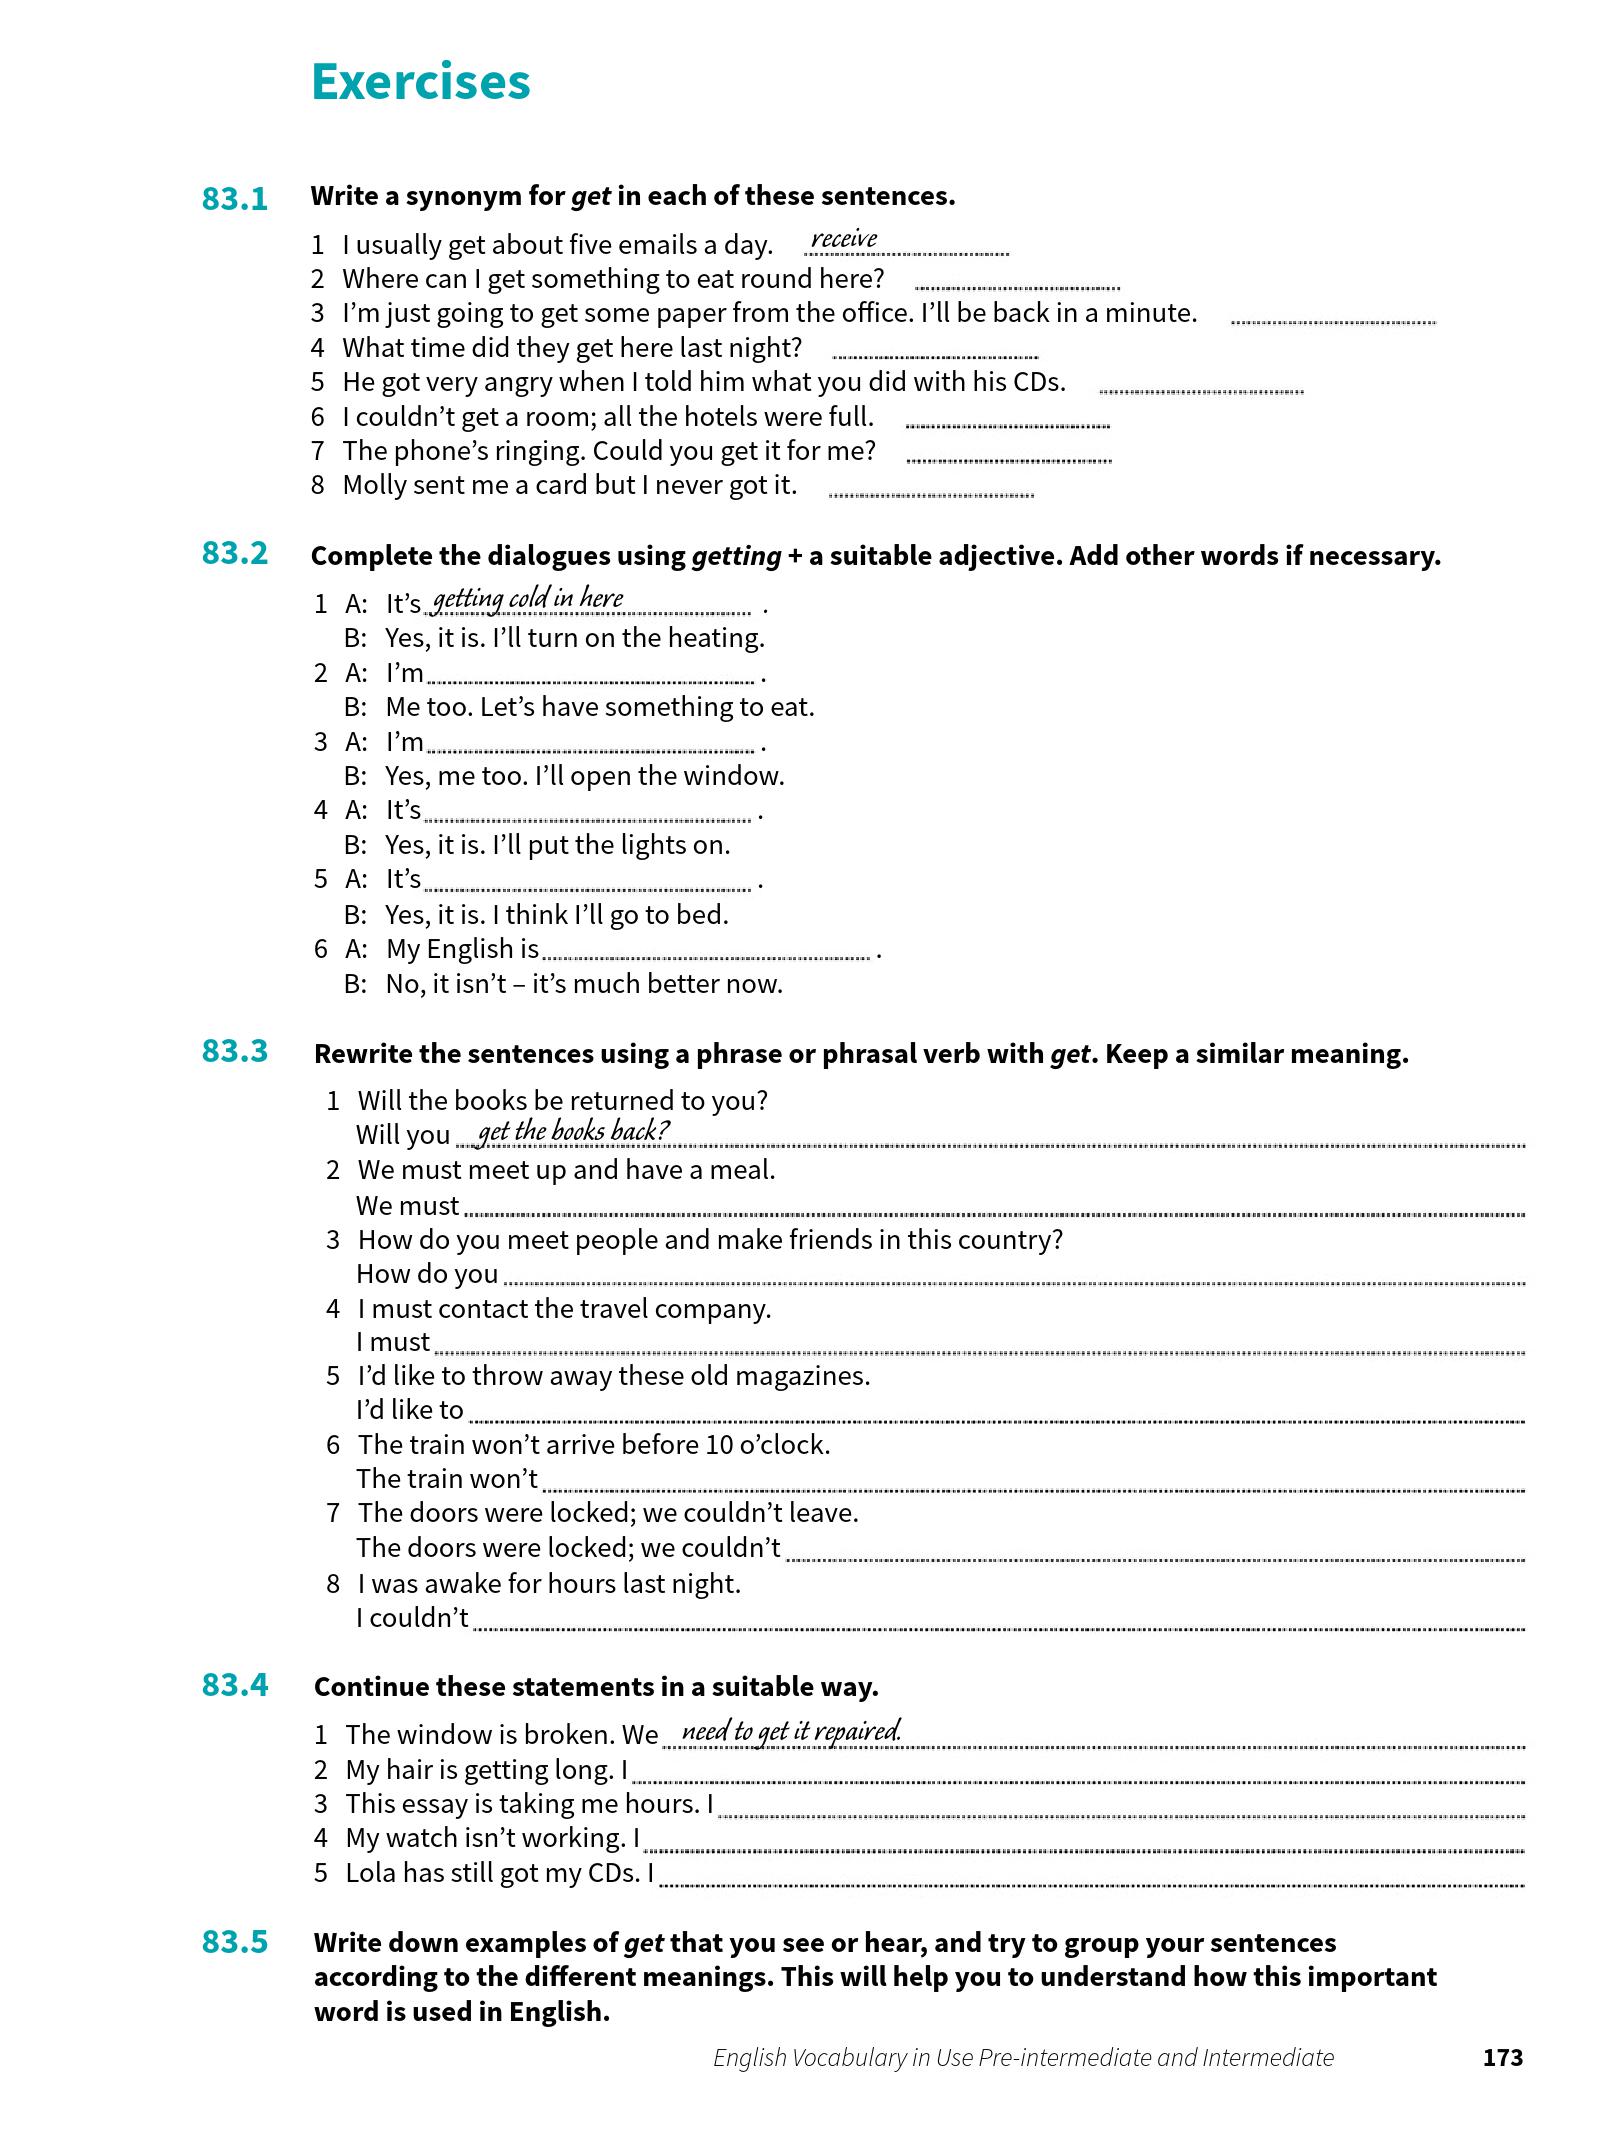 Exercises
83.1 Write a synonym for get in each of these sentences.
1 I usually get about five emails a day. receive
2 Where can I get something to eat round here?
3 I’m just going to get some paper from the office. I’ll be back in a minute.
4 What time did they get here last night?
5 He got very angry when I told him what you did with his CDs.
6 I couldn’t get a room; all the hotels were full.
7 The phone’s ringing. Could you get it for me?
8 Molly sent me a card but I never got it.
83.2 Complete the dialogues using getting + a suitable adjective. Add other words if necessary.
1 A: It’s getting cold in here .
B: Yes, it is. I’ll turn on the heating.
2 A: I’m .
B: Me too. Let’s have something to eat.
3 A: I’m .
B: Yes, me too. I’ll open the window.
4 A: It’s .
B: Yes, it is. I’ll put the lights on.
5 A: It’s .
B: Yes, it is. I think I’ll go to bed.
6 A: My English is .
B: No, it isn’t – it’s much better now.
83.3 Rewrite the sentences using a phrase or phrasal verb with get. Keep a similar meaning.
1 Will the books be returned to you?
Will you get the books back?
2 We must meet up and have a meal.
We must
3 How do you meet people and make friends in this country?
How do you
4 I must contact the travel company.
I must
5 I’d like to throw away these old magazines.
I’d like to
6 The train won’t arrive before 10 o’clock.
The train won’t
7 The doors were locked; we couldn’t leave.
The doors were locked; we couldn’t
8 I was awake for hours last night.
I couldn’t
83.4 Continue these statements in a suitable way.
1 The window is broken. We need to get it repaired.
2 My hair is getting long. I
3 This essay is taking me hours. I
4 My watch isn’t working. I
5 Lola has still got my CDs. I
83.5 Write down examples of get that you see or hear, and try to group your sentences
according to the different meanings. This will help you to understand how this important
word is used in English.
English Vocabulary in Use Pre-intermediate and Intermediate 173